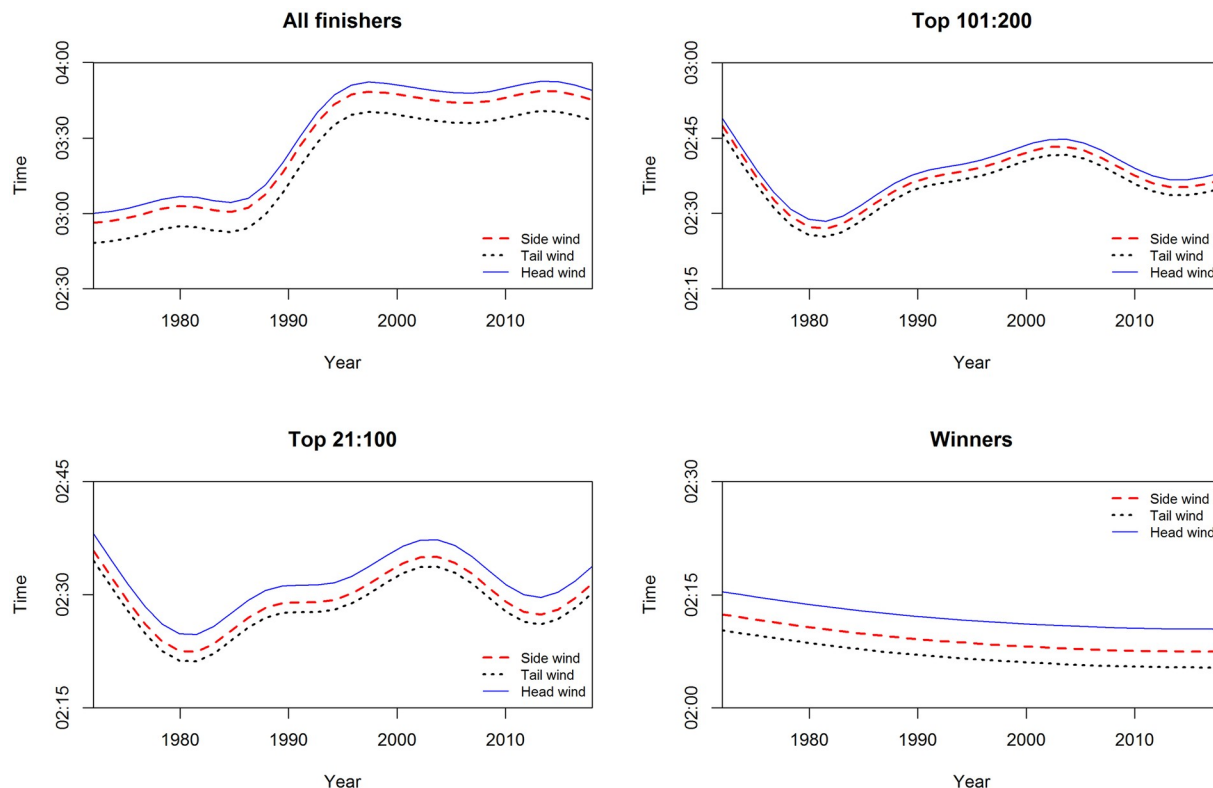 All finishers
04:00
03:30
03:00
02:30
Time
Side wind
Tail wind
Head wind
1980 1990 2000 2010
Year
Top 101:200
03:00
02:45
02:30
02:15
Time
Side wind
Tail wind
Head wind
1980 1990 2000 2010
Year
Top 21:100
02:45
02:30
02:15
Time
Side wind
Tail wind
Head wind
1980 1990 2000 2010
Year
Winners
02:30
02:15
02:00
Time
Side wind
Tail wind
Head wind
1980 1990 2000 2010
Year